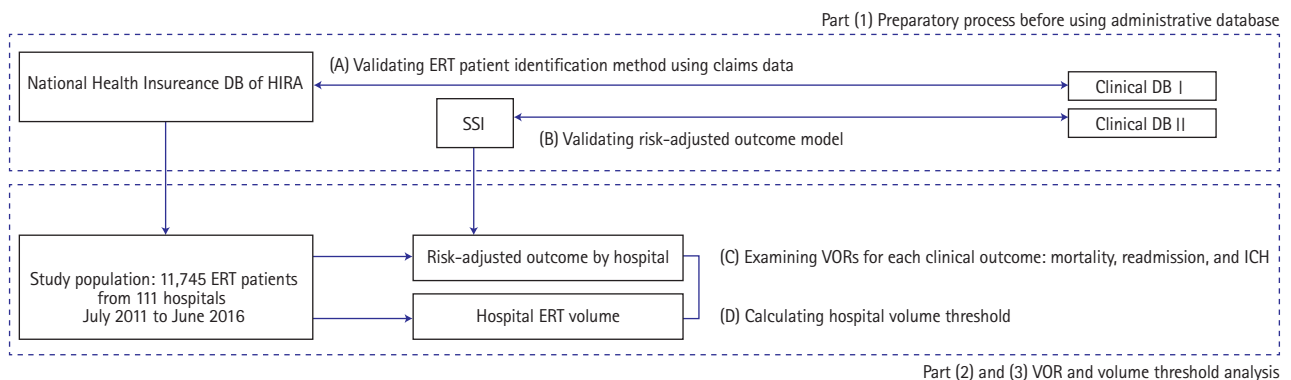 Part (1) Preparatory process before using administrative database
(A) Validating ERT patient identification method using claims data
National Health Insureance DB of HIRA
Clinical DB I
SSI
Clinical DB II
(B) Validating risk-adjusted outcome model
Risk-adjusted outcome by hospital
(C) Examining VORs for each clinical outcome: mortality, readmission, and ICH
Study population: 11,745 ERT patients
from 111 hospitals
July 2011 to June 2016
Hospital ERT volume
(D) Calculating hospital volume threshold
Part (2) and (3) VOR and volume threshold analysis